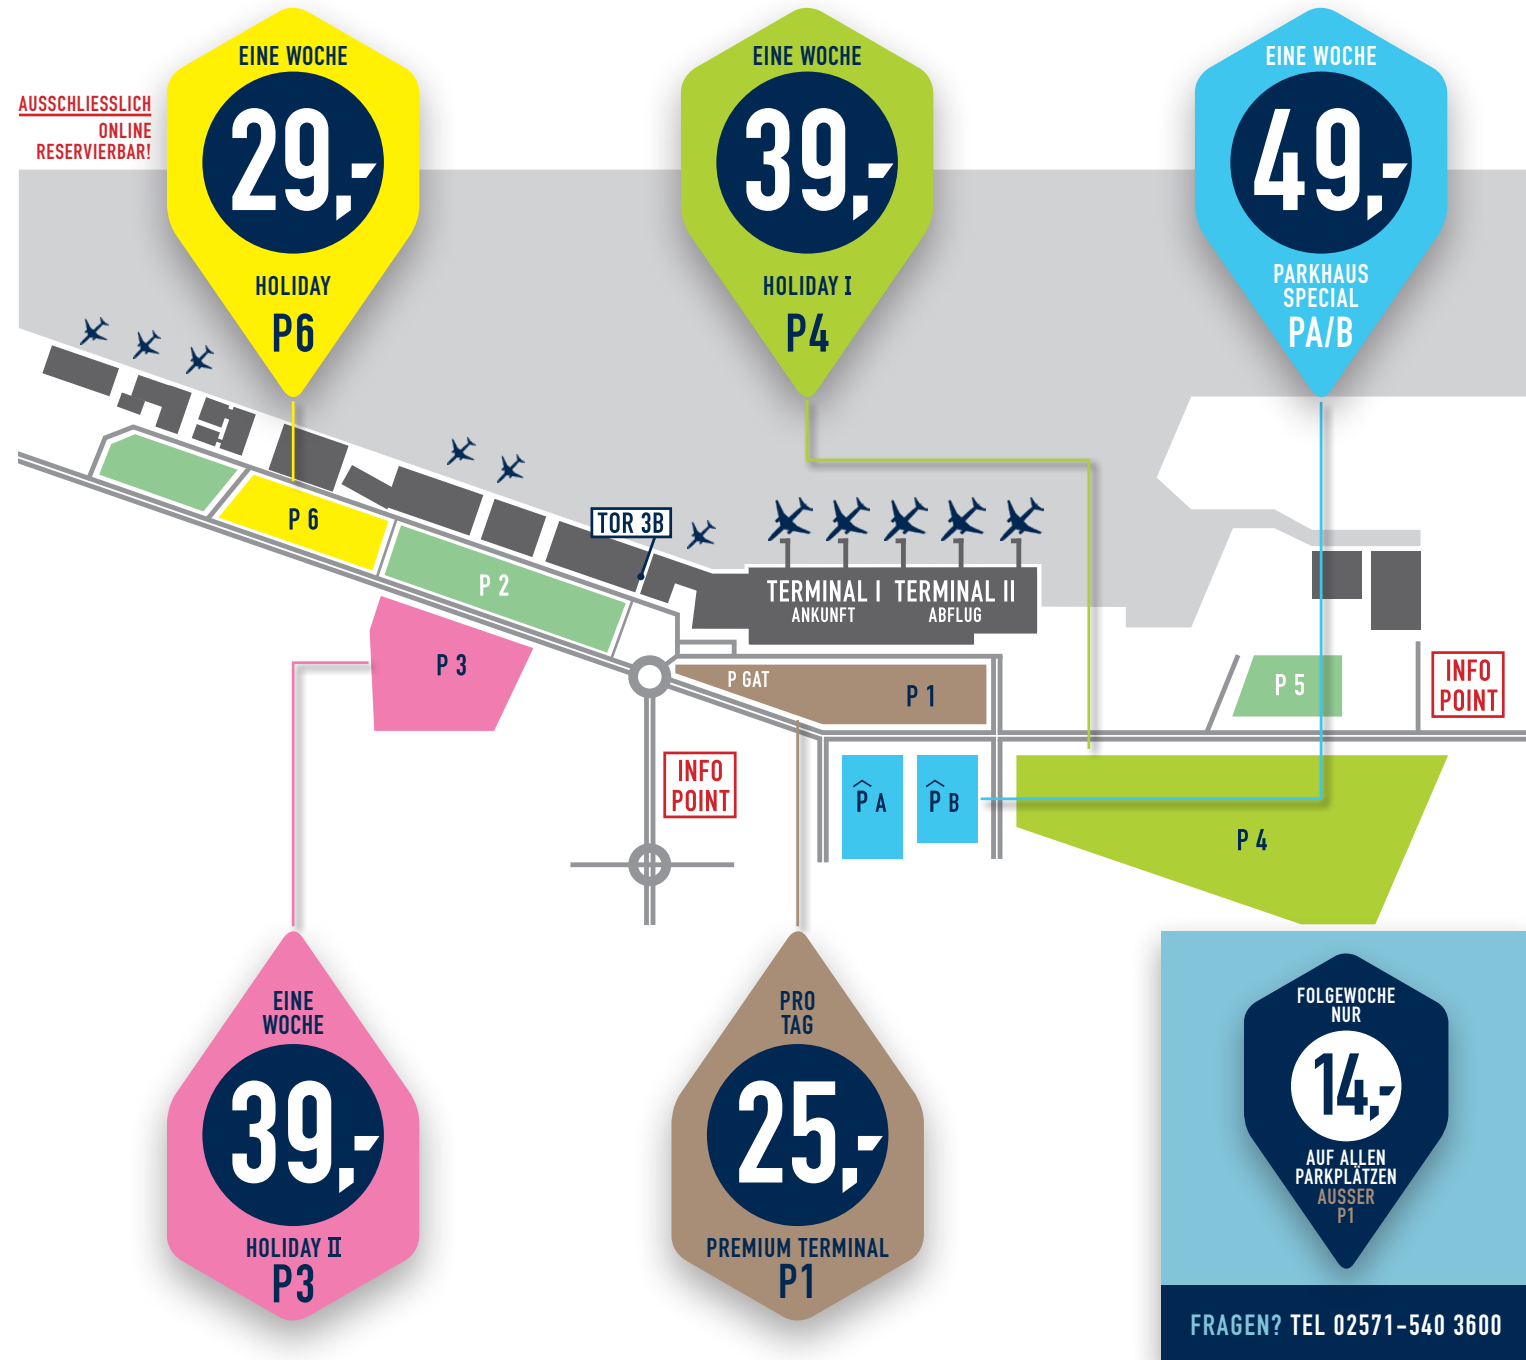 EINE WOCHE
29,-
HOLIDAY
P6
AUSSCHLIESSLICH
ONLINE
RESERVIERBAR!
EINE WOCHE
39,-
HOLIDAY I
P4
EINE WOCHE
49,-
PARKHAUS
SPECIAL
PA/B
P 6
P 2
TOR 3B
TERMINAL I
ANKUNFT
TERMINAL II
ABFLUG
P 3
P GAT
P 1
P 5
INFO
POINT
INFO
POINT
P A
P B
P 4
EINE
WOCHE
39,-
HOLIDAY II
P3
PRO
TAG
25,-
PREMIUM TERMINAL
P1
FOLGEWOCHE
NUR
14,-
AUF ALLEN
PARKPLÄTZEN
AUSSER
P1
FRAGEN? TEL 02571-540 3600